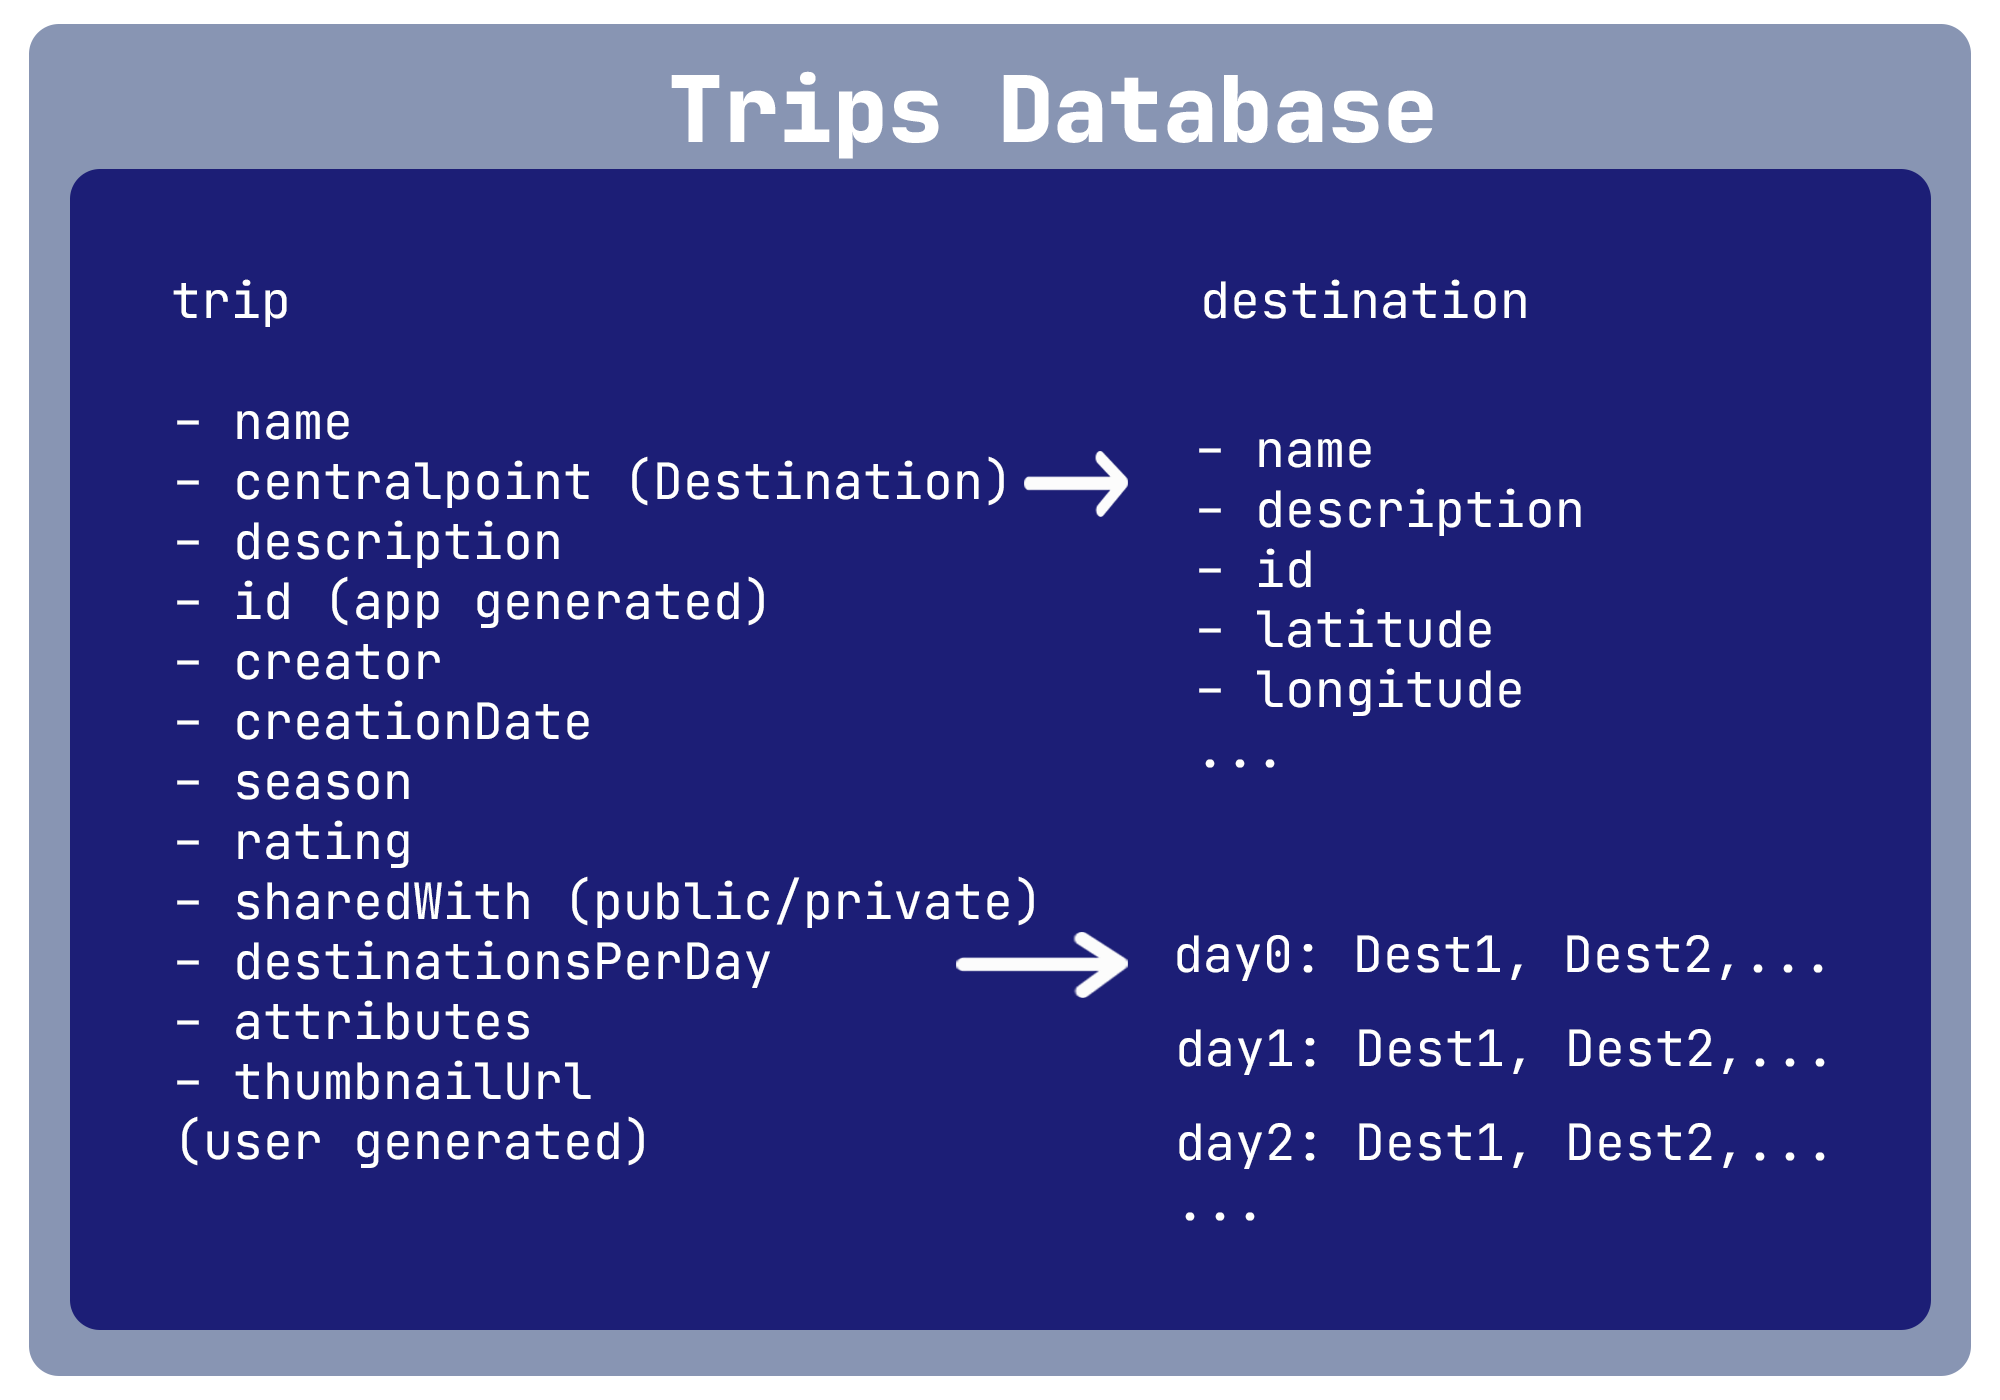 Trips Database
trip
- name
- centralpoint (Destination)
- description
- id (app generated)
- creator
- creationDate
- season
- rating
- sharedWith (public/private)
- destinationsPerDay
- attributes
- thumbnailUrl
(user generated)
destination
- name
- description
- id
- latitude
- longitude
...
day0: Dest1, Dest2,...
day1: Dest1, Dest2,...
day2: Dest1, Dest2,...
...